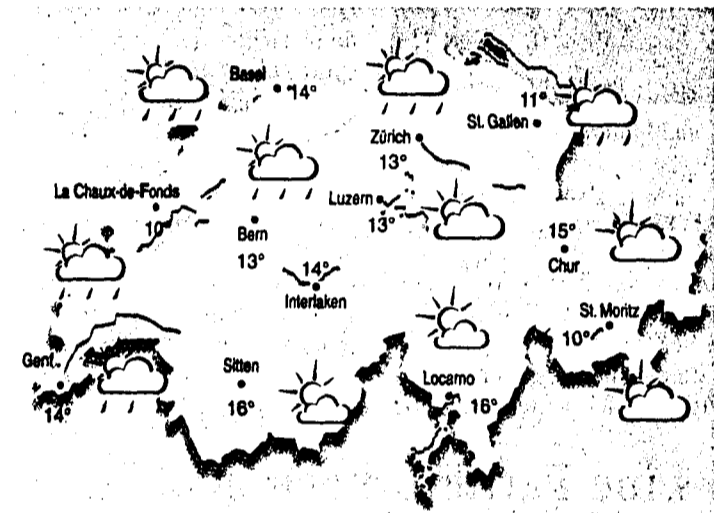 Basel
14°
11°
St. Gallen
Zürich
13°
La Chaux-de-Fonds
10
Luzern
13°
Bern
13°
15°
Chur
14°
Interlaken
St. Moritz
10°
Genf
14°
Sitten
16°
Locarno
16°